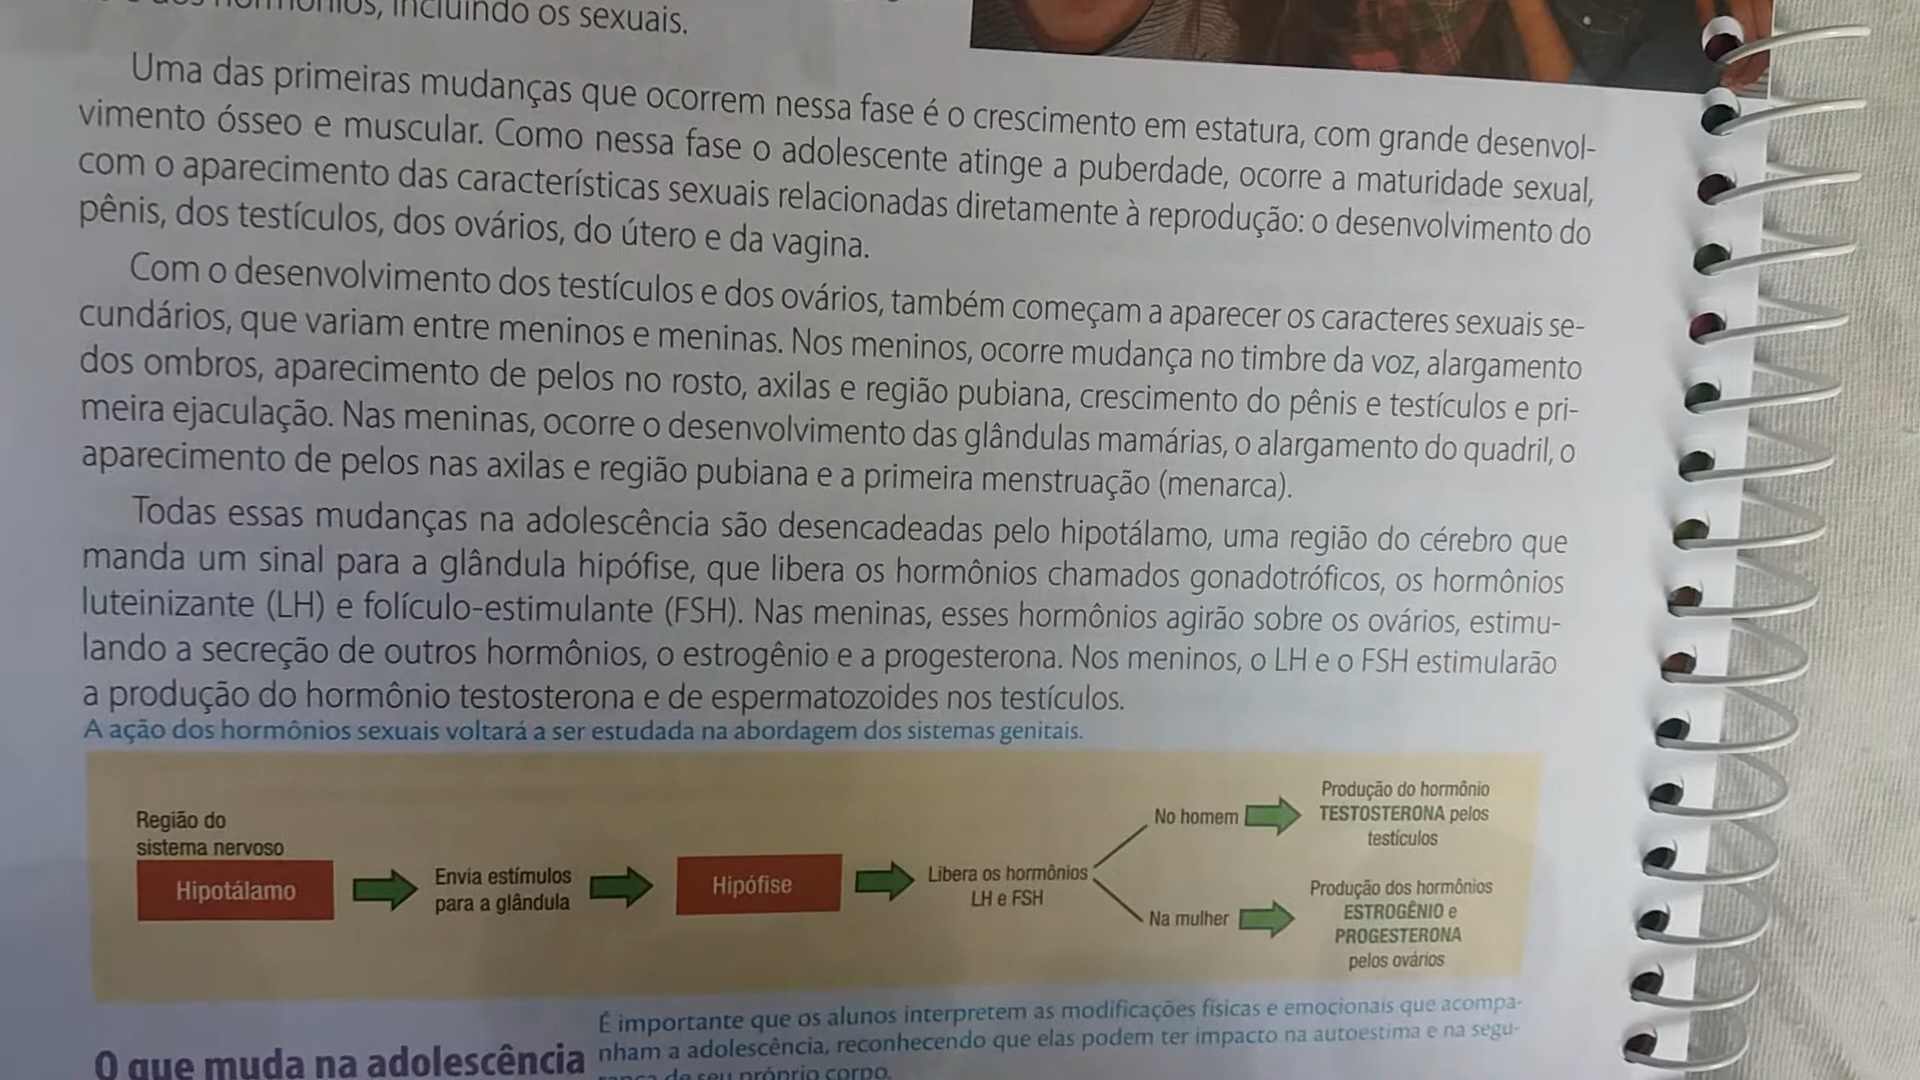 hormônios, incluindo os sexuais.
Uma das primeiras mudanças que ocorrem nessa fase é o crescimento em estatura, com grande desenvol-
vimento ósseo e muscular. Como nessa fase o adolescente atinge a puberdade, ocorre a maturidade sexual,
com o aparecimento das características sexuais relacionadas diretamente à reprodução: o desenvolvimento do
pênis, dos testículos, dos ovários, do útero e da vagina.
Com o desenvolvimento dos testículos e dos ovários, também começam a aparecer os caracteres sexuais se-
cundários, que variam entre meninos e meninas. Nos meninos, ocorre mudança no timbre da voz, alargamento
dos ombros, aparecimento de pelos no rosto, axilas e região pubiana, crescimento do pênis e testículos e pri-
meira ejaculação. Nas meninas, ocorre o desenvolvimento das glândulas mamárias, o alargamento do quadril, o
aparecimento de pelos nas axilas e região pubiana e a primeira menstruação (menarca).
Todas essas mudanças na adolescência são desencadeadas pelo hipotálamo, uma região do cérebro que
manda um sinal para a glândula hipófise, que libera os hormônios chamados gonadotróficos, os hormônios
luteinizante (LH) e folículo-estimulante (FSH). Nas meninas, esses hormônios agirão sobre os ovários, estimu-
lando a secreção de outros hormônios, o estrogênio e a progesterona. Nos meninos, o LH e o FSH estimularão
a produção do hormônio testosterona e de espermatozoides nos testículos.
A ação dos hormônios sexuais voltará a ser estudada na abordagem dos sistemas genitais.
Região do
sistema nervoso
Hipotálamo
Envia estímulos
para a glândula
Hipófise
Libera os hormônios
LH e FSH
No homem
Produção do hormônio
TESTOSTERONA pelos
testículos
Na mulher
Produção dos hormônios
ESTROGÊNIO e
PROGESTERONA
pelos ovários
O que muda na adolescência
É importante que os alunos interpretem as modificações físicas e emocionais que acompa-
nham a adolescência, reconhecendo que elas podem ter impacto na autoestima e na segu-
rança de seu próprio corpo.